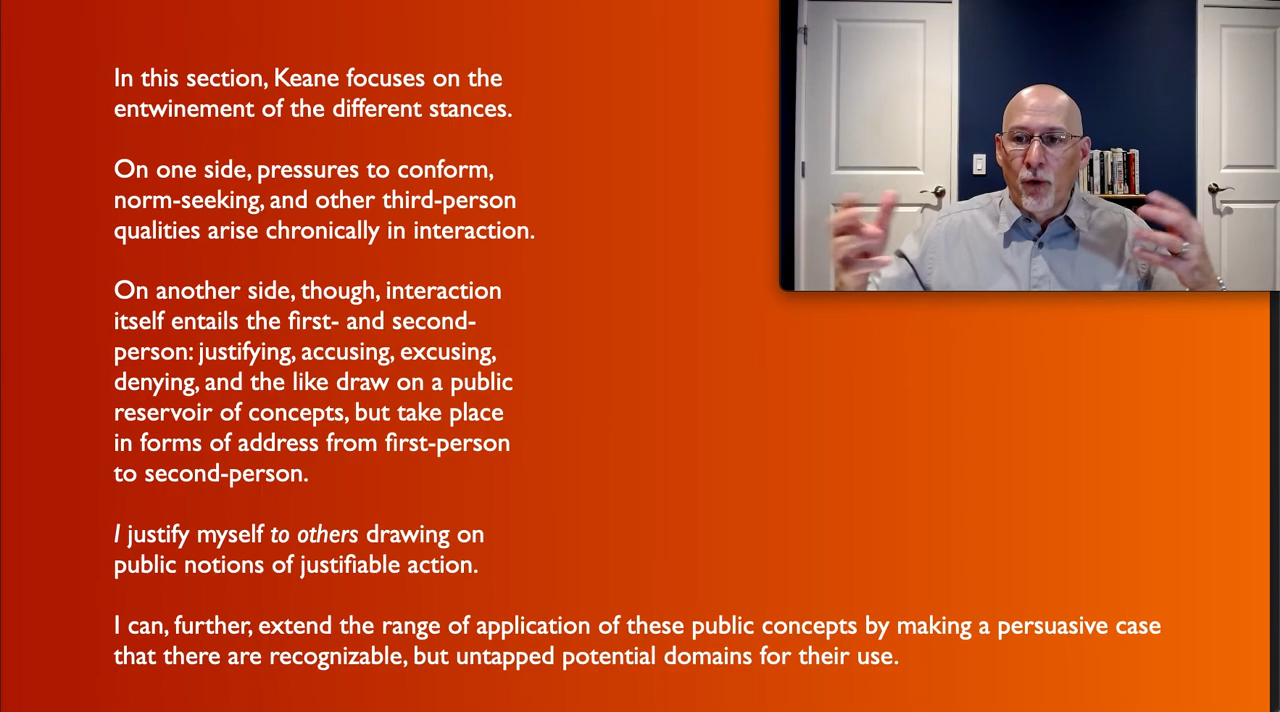 In this section, Keane focuses on the
entwinement of the different stances.
On one side, pressures to conform,
norm-seeking, and other third-person
qualities arise chronically in interaction.
On another side, though, interaction
itself entails the first- and second-
person: justifying, accusing, excusing,
denying, and the like draw on a public
reservoir of concepts, but take place
in forms of address from first-person
to second-person.
I justify myself to others drawing on
public notions of justifiable action.
I can, further, extend the range of application of these public concepts by making a persuasive case
that there are recognizable, but untapped potential domains for their use.